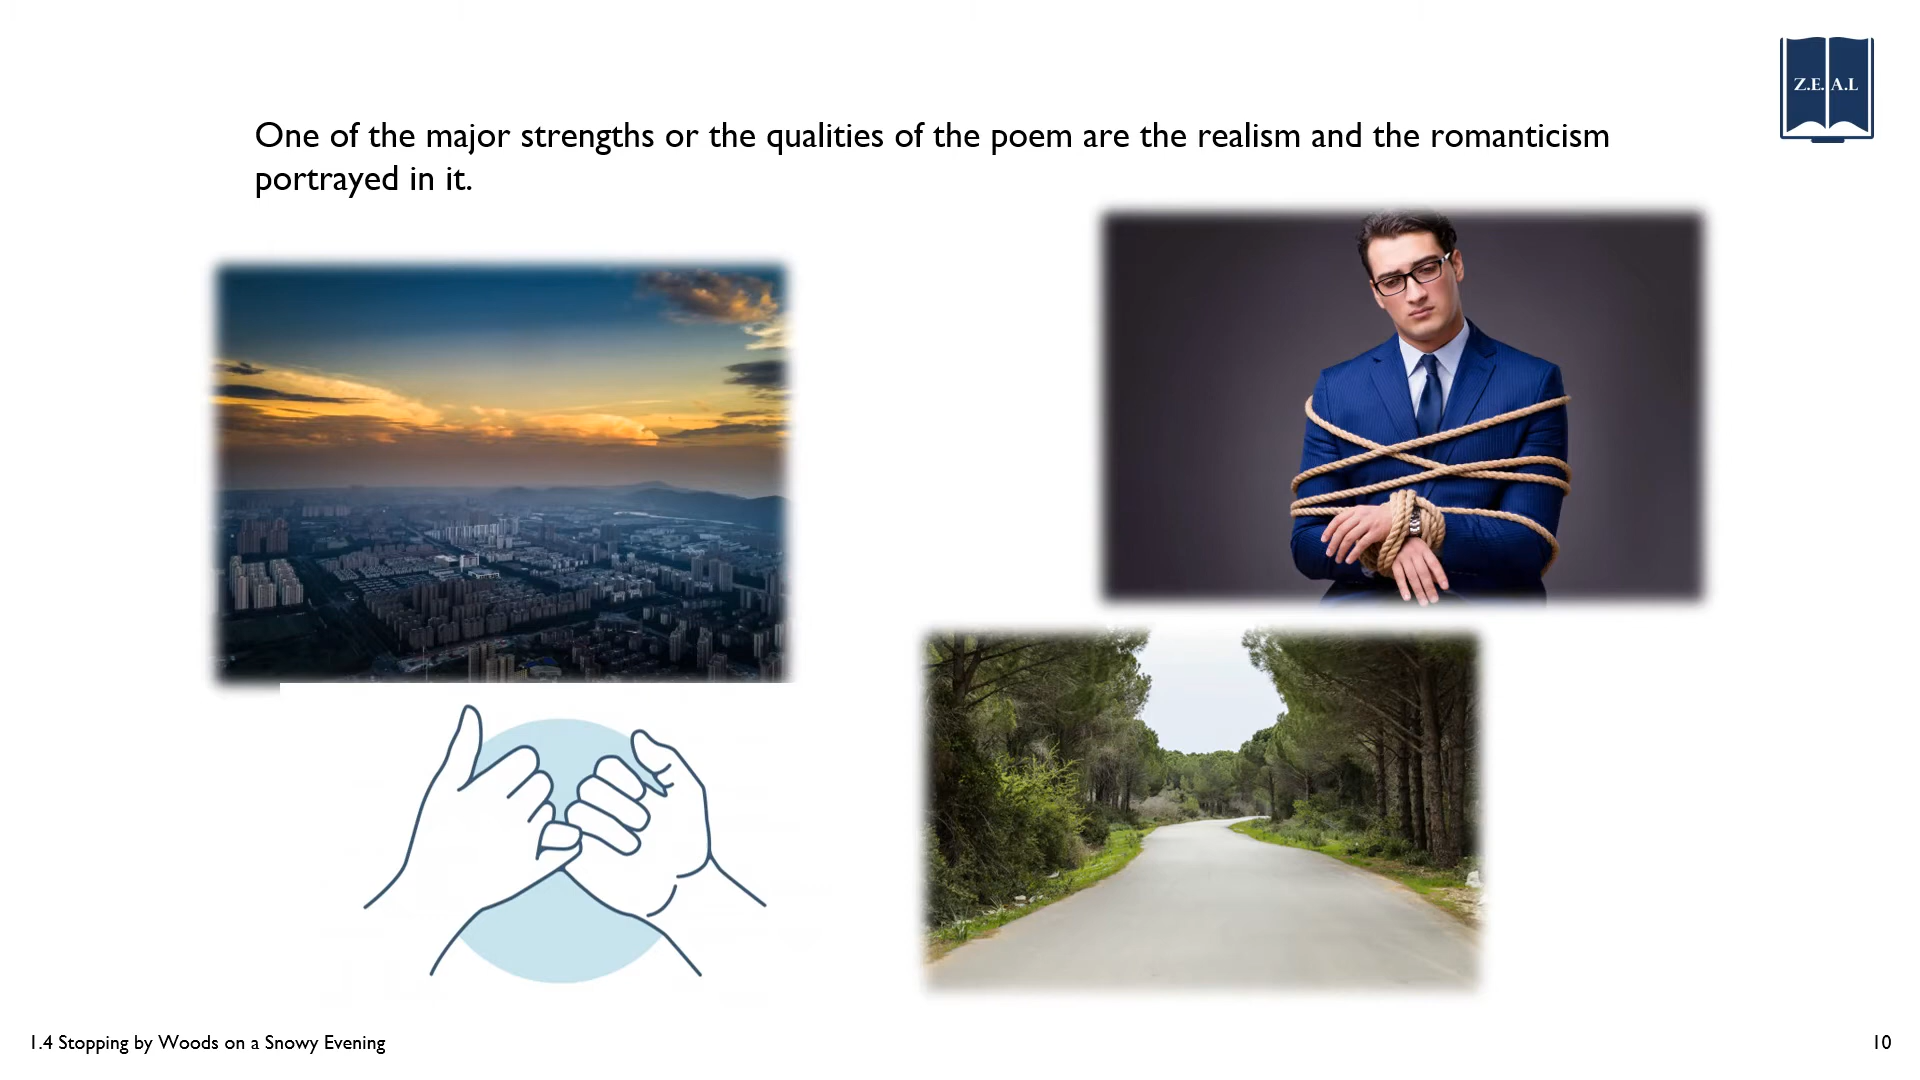 Z.E. A.L
One of the major strengths or the qualities of the poem are the realism and the romanticism
portrayed in it.
1.4 Stopping by Woods on a Snowy Evening
10